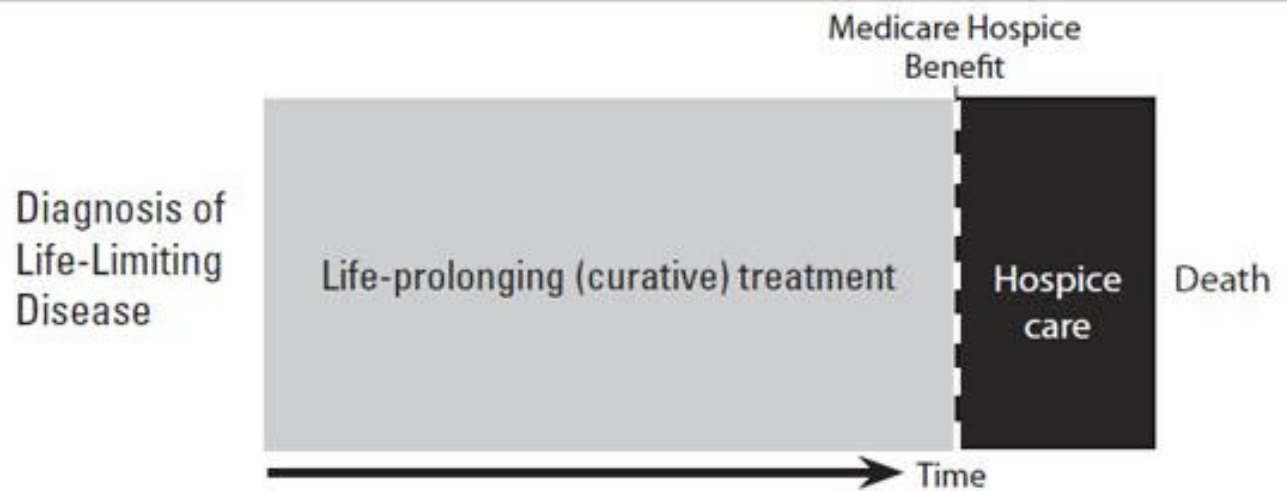 Medicare Hospice
Benefit
Diagnosis of
Life-Limiting
Disease
Life-prolonging (curative) treatment
Hospice
care
Death
Time